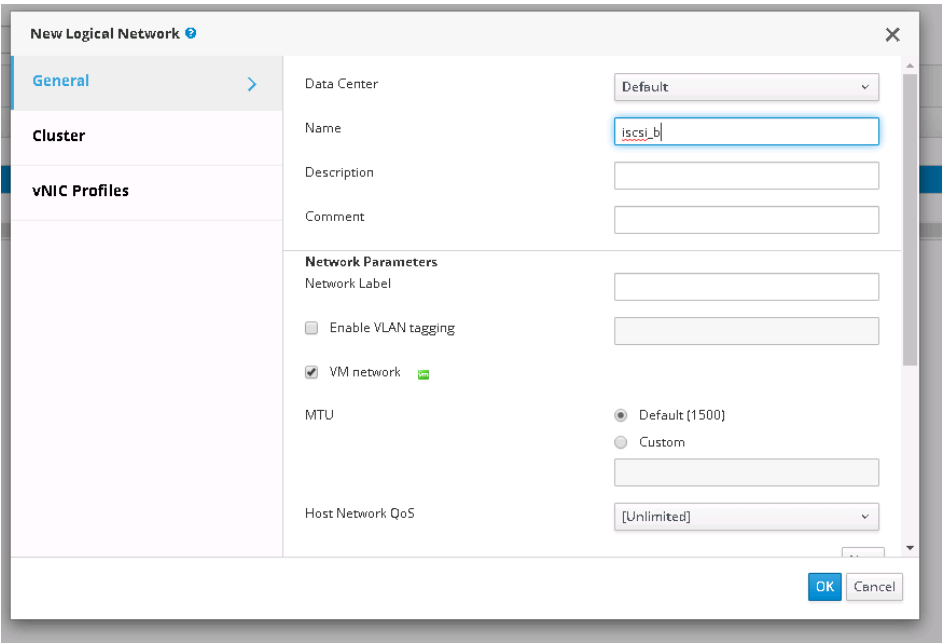 New Logical Network
General
Cluster
vNIC Profiles
Data Center Default
Name iscsi_b
Description
Comment
Network Parameters
Network Label
Enable VLAN tagging
VM network
MTU Default (1500)
Custom
Host Network QoS [Unlimited]
OK Cancel